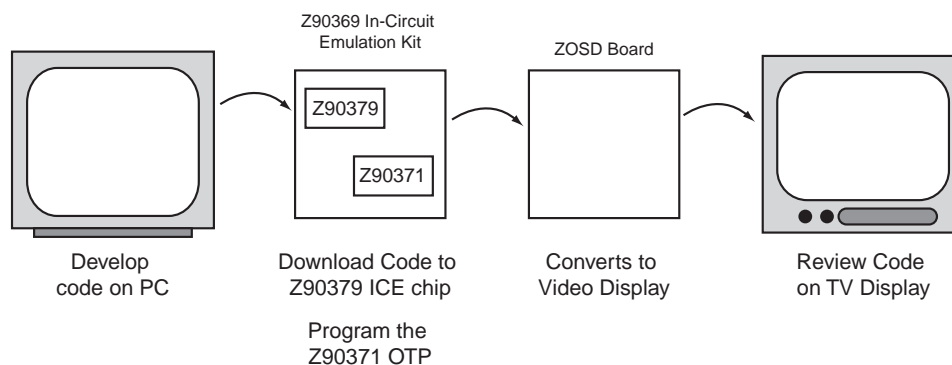 Z90369 In-Circuit
Emulation Kit
ZOSD Board
Z90379
Z90371
Develop
code on PC
Download Code to
Z90379 ICE chip
Program the
Z90371 OTP
Converts to
Video Display
Review Code
on TV Display